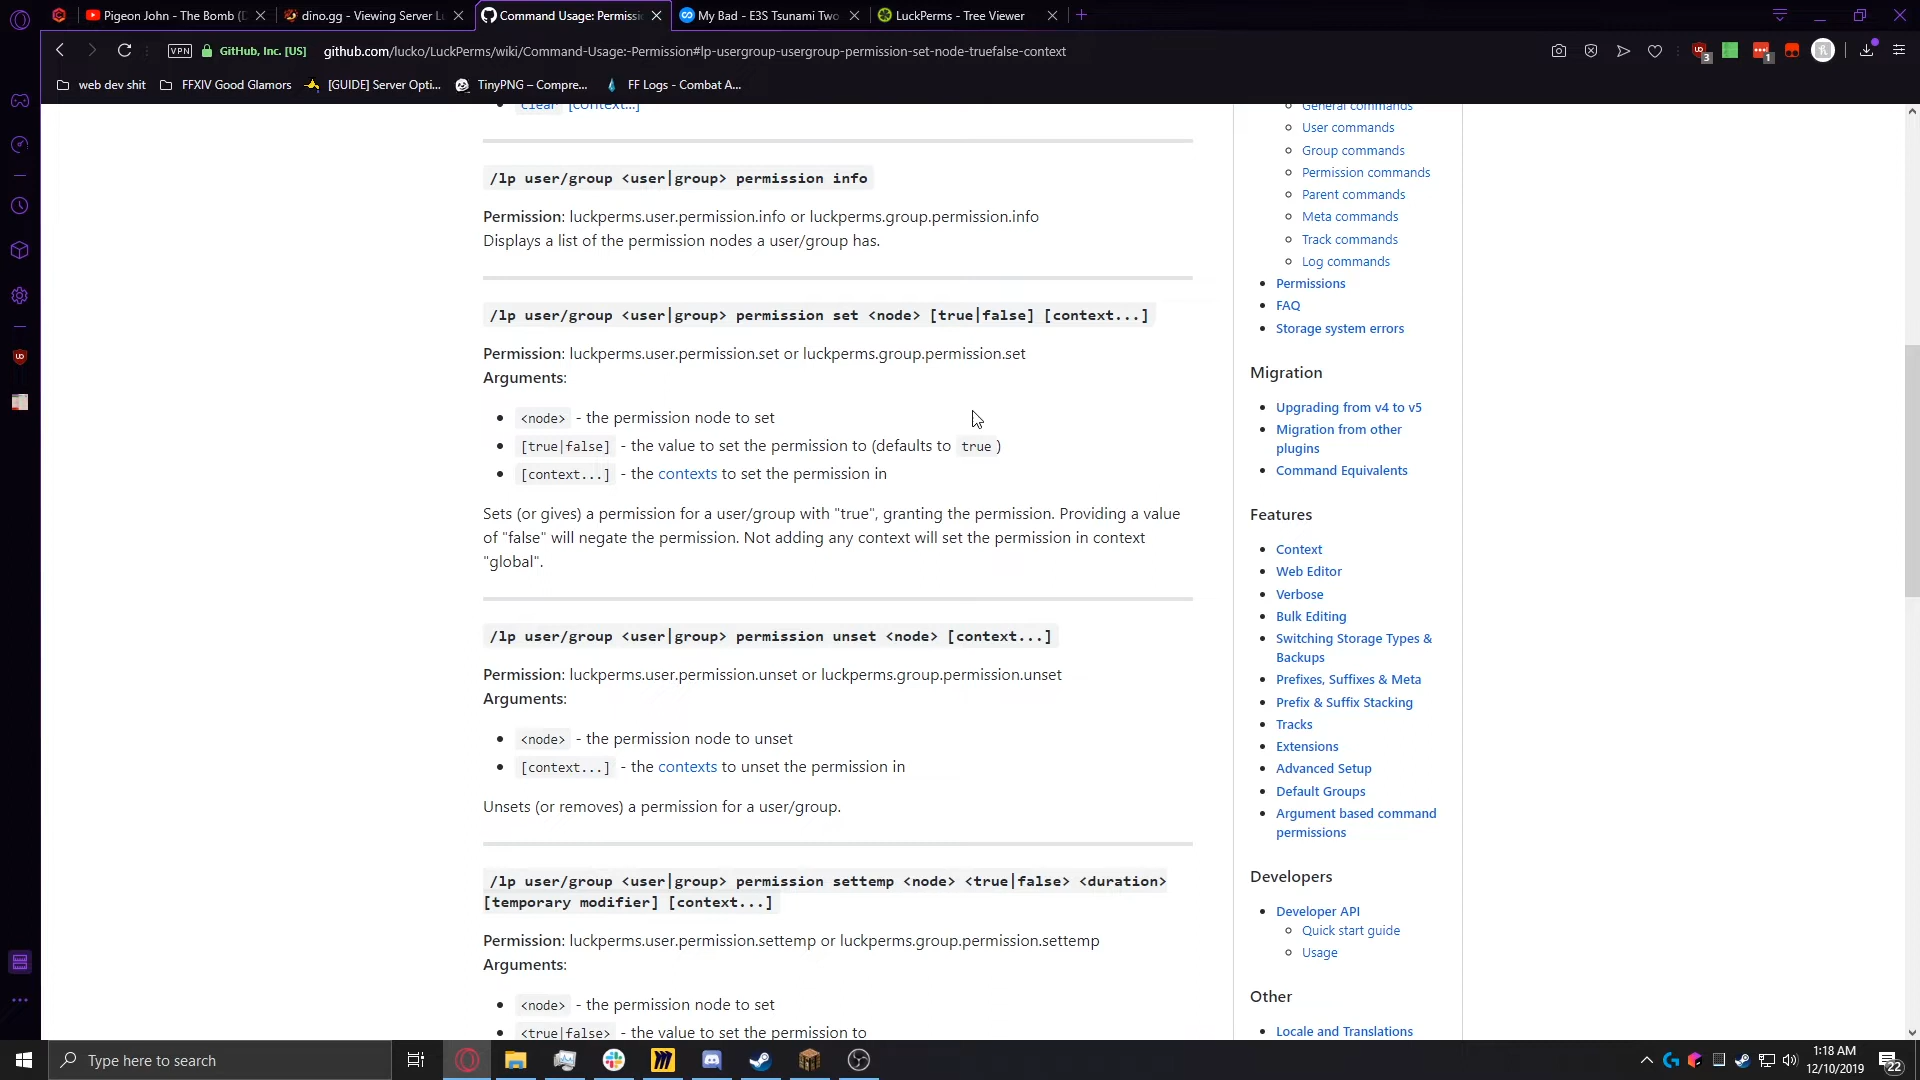 Pigeon John - The Bomb (D
dino.gg - Viewing Server Lu
Command Usage: Permissi
My Bad - E3S Tsunami Two
LuckPerms - Tree Viewer
VPN
GitHub, Inc. [US]
github.com/lucko/LuckPerms/wiki/Command-Usage:-Permission#lp-usergroup-usergroup-permission-set-node-truefalse-context
3
1
web dev shit
FFXIV Good Glamors
[GUIDE] Server Opti...
TinyPNG – Compre...
FF Logs - Combat A...
clear [context...]
/lp user/group <user|group> permission info
Permission: luckperms.user.permission.info or luckperms.group.permission.info
Displays a list of the permission nodes a user/group has.
/lp user/group <user|group> permission set <node> [true|false] [context...]
Permission: luckperms.user.permission.set or luckperms.group.permission.set
Arguments:
<node> - the permission node to set
[true|false] - the value to set the permission to (defaults to true )
[context...] - the contexts to set the permission in
Sets (or gives) a permission for a user/group with "true", granting the permission. Providing a value
of "false" will negate the permission. Not adding any context will set the permission in context
"global".
/lp user/group <user|group> permission unset <node> [context...]
Permission: luckperms.user.permission.unset or luckperms.group.permission.unset
Arguments:
<node> - the permission node to unset
[context...] - the contexts to unset the permission in
Unsets (or removes) a permission for a user/group.
/lp user/group <user|group> permission settemp <node> <true|false> <duration>
[temporary modifier] [context...]
Permission: luckperms.user.permission.settemp or luckperms.group.permission.settemp
Arguments:
<node> - the permission node to set
<true|false> - the value to set the permission to
General commands
User commands
Group commands
Permission commands
Parent commands
Meta commands
Track commands
Log commands
Permissions
FAQ
Storage system errors
Migration
Upgrading from v4 to v5
Migration from other
plugins
Command Equivalents
Features
Context
Web Editor
Verbose
Bulk Editing
Switching Storage Types &
Backups
Prefixes, Suffixes & Meta
Prefix & Suffix Stacking
Tracks
Extensions
Advanced Setup
Default Groups
Argument based command
permissions
Developers
Developer API
Quick start guide
Usage
Other
Locale and Translations
Type here to search
1:18 AM
12/10/2019
22